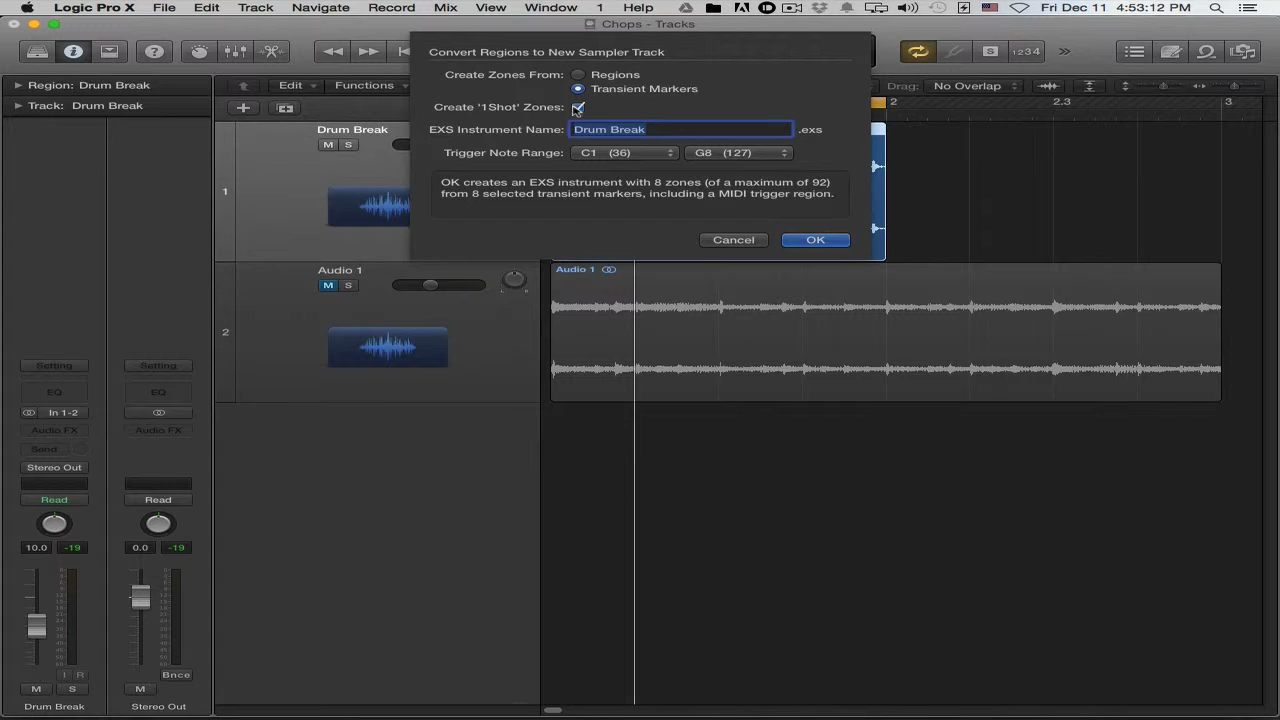 Logic Pro X File Edit Track Navigate Record Mix View Window 1 Help Fri Dec 11 4:53:12 PM
Chops - Tracks
1234
Convert Regions to New Sampler Track
Create Zones From: Regions
Transient Markers
Create '1Shot' Zones:
EXS Instrument Name: Drum Break .exs
Trigger Note Range: C1 (36) G8 (127)
OK creates an EXS instrument with 8 zones (of a maximum of 92)
from 8 selected transient markers, including a MIDI trigger region.
Cancel OK
Region: Drum Break
Track: Drum Break
Edit Functions
Drag: No Overlap
2 2.3 3
1 Drum Break
M S
2 Audio 1
M S
L R
Audio 1
Setting Setting
EQ EQ
In 1-2
Audio FX Audio FX
Send
Stereo Out
Read Read
10.0 -19 0.0 -19
I R Bnce
M S M
Drum Break Stereo Out